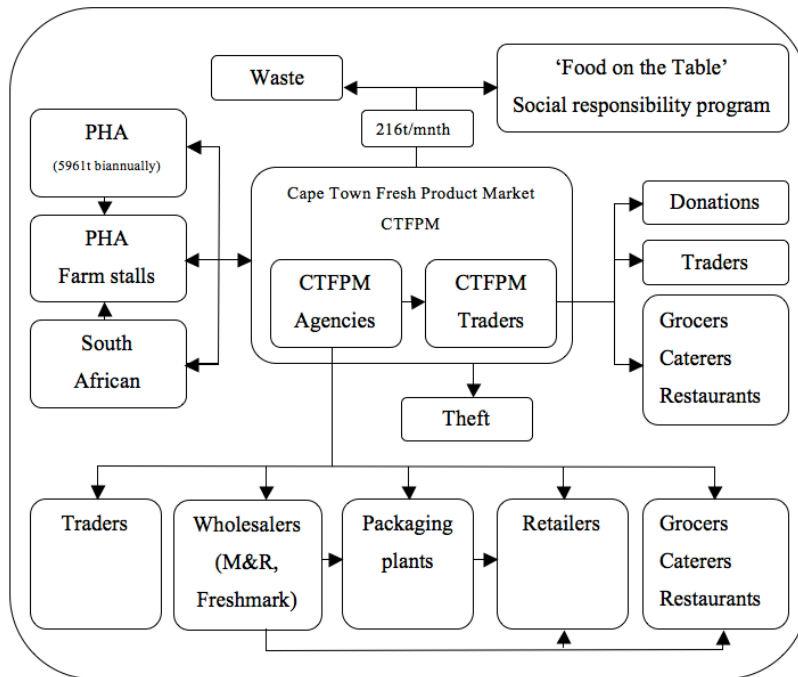 Waste
‘Food on the Table’
Social responsibility program
216t/mnth
PHA
(5961t biannually)
PHA
Farm stalls
South
African
Cape Town Fresh Product Market
CTFPM
CTFPM
Agencies
CTFPM
Traders
Donations
Traders
Grocers
Caterers
Restaurants
Theft
Traders
Wholesalers
(M&R,
Freshmark)
Packaging
plants
Retailers
Grocers
Caterers
Restaurants